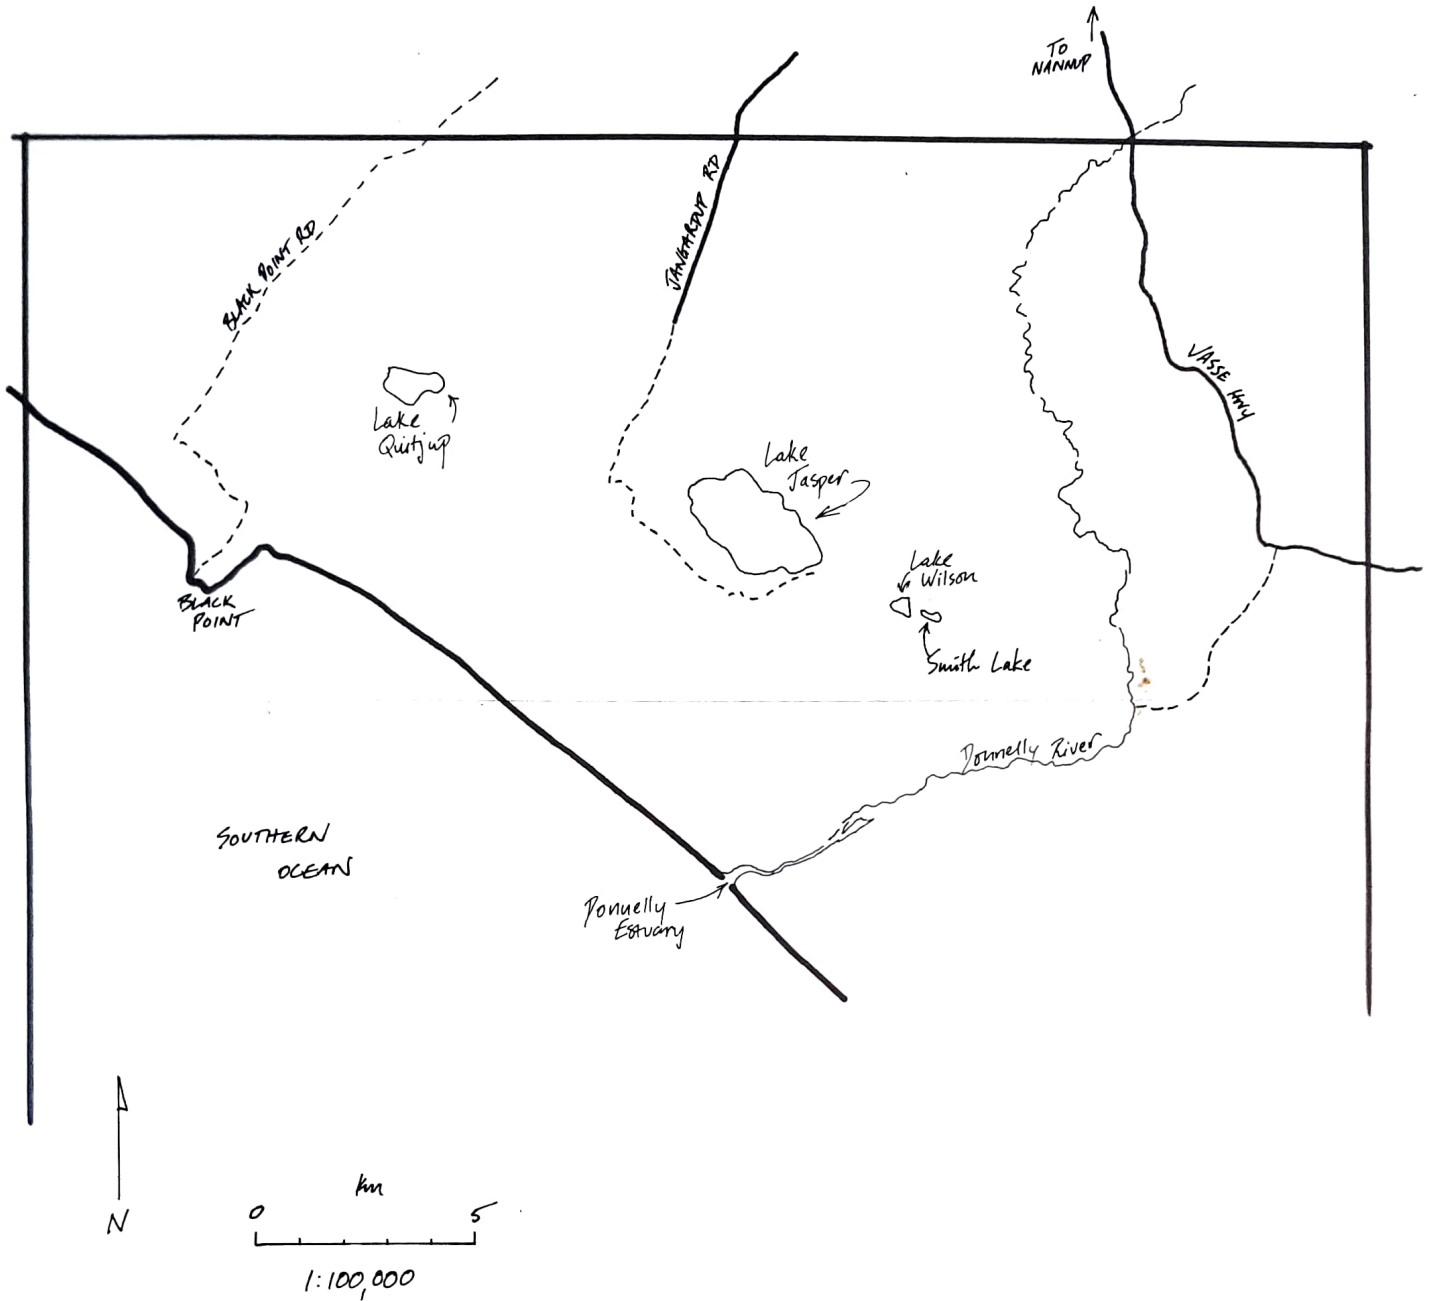 TO
NANNUP
BLACK POINT RD
JANGARDUP RD
VASSE HWY
Lake
Quitjup
Lake
Jasper
Lake
Wilson
Smith Lake
BLACK
POINT
Donnelly River
SOUTHERN
OCEAN
Donnelly
Estuary
N
Km
0 5
1:100,000